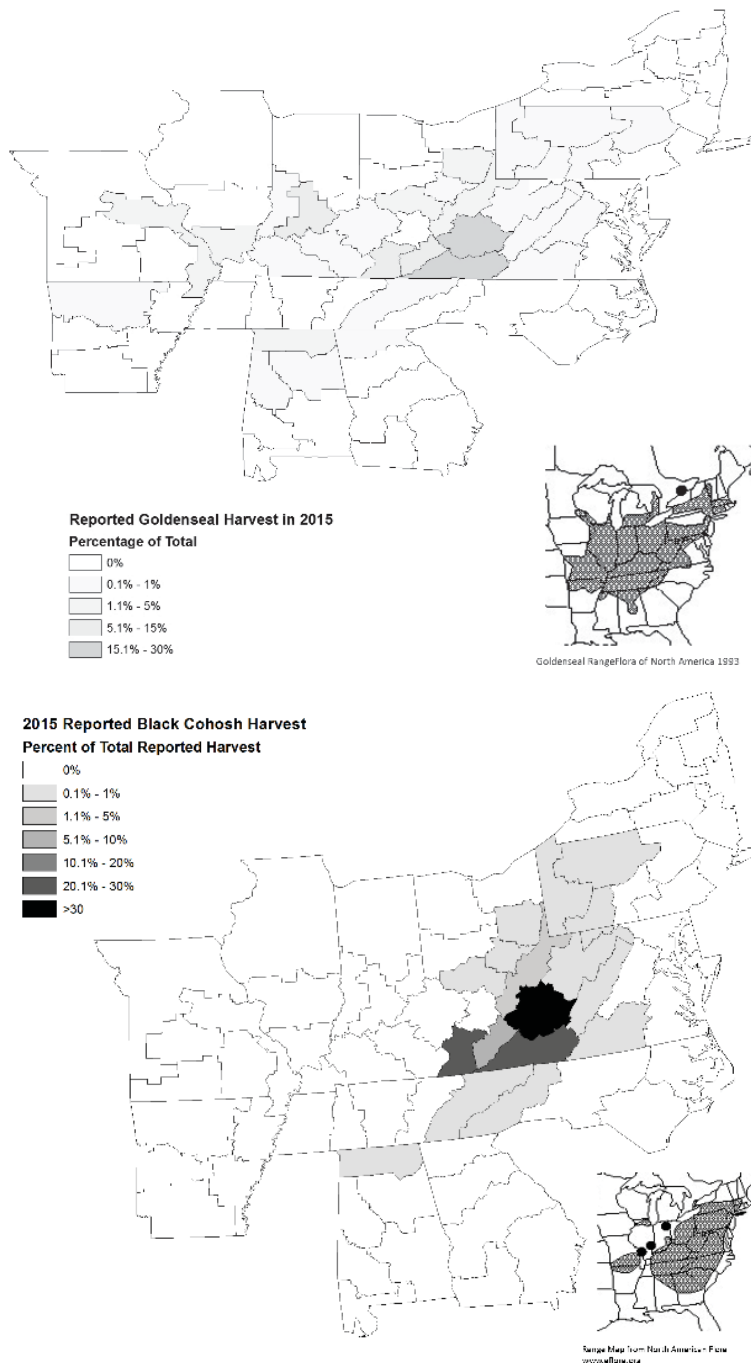 Reported Goldenseal Harvest in 2015
Percentage of Total
0%
0.1% - 1%
1.1% - 5%
5.1% - 15%
15.1% - 30%
Goldenseal RangeFlora of North America 1993
2015 Reported Black Cohosh Harvest
Percent of Total Reported Harvest
0%
0.1% - 1%
1.1% - 5%
5.1% - 10%
10.1% - 20%
20.1% - 30%
>30
Range Map from North American Flora
www.eflora.org